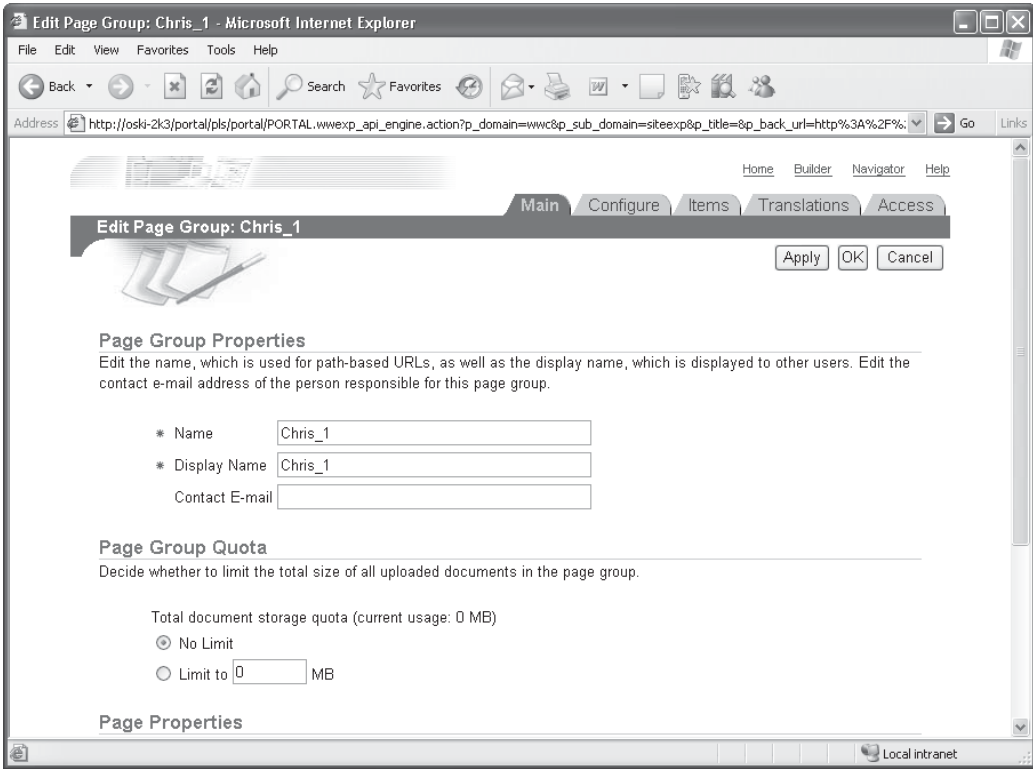 Edit Page Group: Chris_1 - Microsoft Internet Explorer
File Edit View Favorites Tools Help
Back Search Favorites
Address http://oski-2k3/portal/pls/portal/PORTAL.wwexp_api_engine.action?p_domain=wwc&p_sub_domain=siteexp&p_title=&p_back_url=http%3A%2F%: Go Links
Home Builder Navigator Help
Main Configure Items Translations Access
Edit Page Group: Chris_1
Apply OK Cancel
Page Group Properties
Edit the name, which is used for path-based URLs, as well as the display name, which is displayed to other users. Edit the
contact e-mail address of the person responsible for this page group.
* Name Chris_1
* Display Name Chris_1
Contact E-mail
Page Group Quota
Decide whether to limit the total size of all uploaded documents in the page group.
Total document storage quota (current usage: 0 MB)
No Limit
Limit to 0 MB
Page Properties
Local intranet